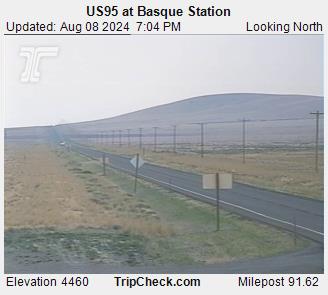 US95 at Basque Station
Updated: Aug 08 2024 7:04 PM Looking North
Elevation 4460 TripCheck.com Milepost 91.62